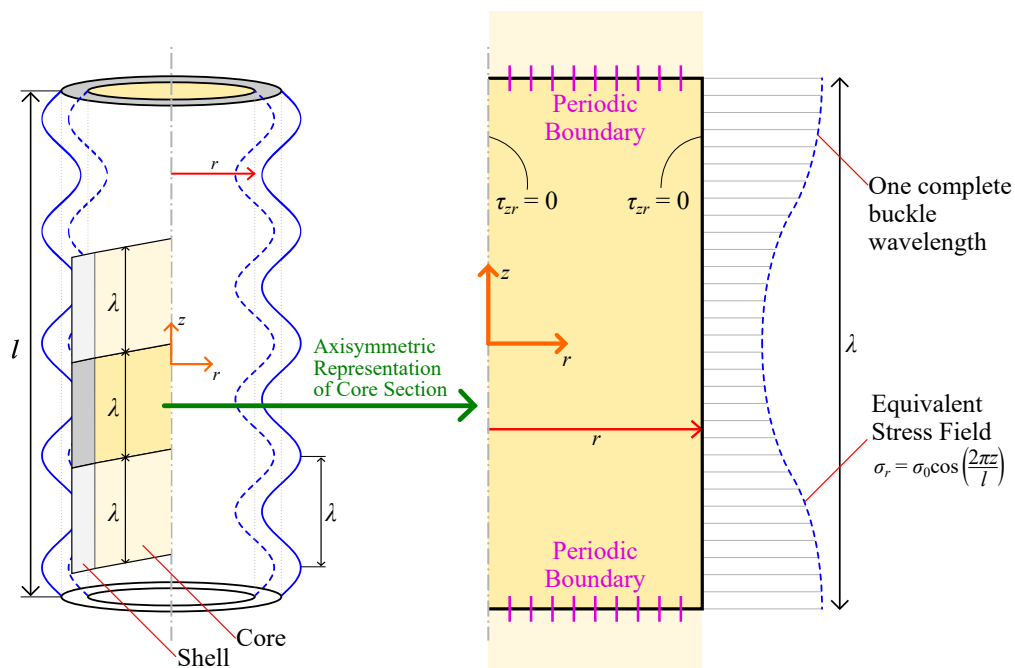 r
l
λ
λ
λ
z
r
λ
Shell
Core
Axisymmetric
Representation
of Core Section
Periodic
Boundary
τzr = 0
τzr = 0
z
r
r
Periodic
Boundary
One complete
buckle
wavelength
λ
Equivalent
Stress Field
σr = σ0cos(2πz/l)